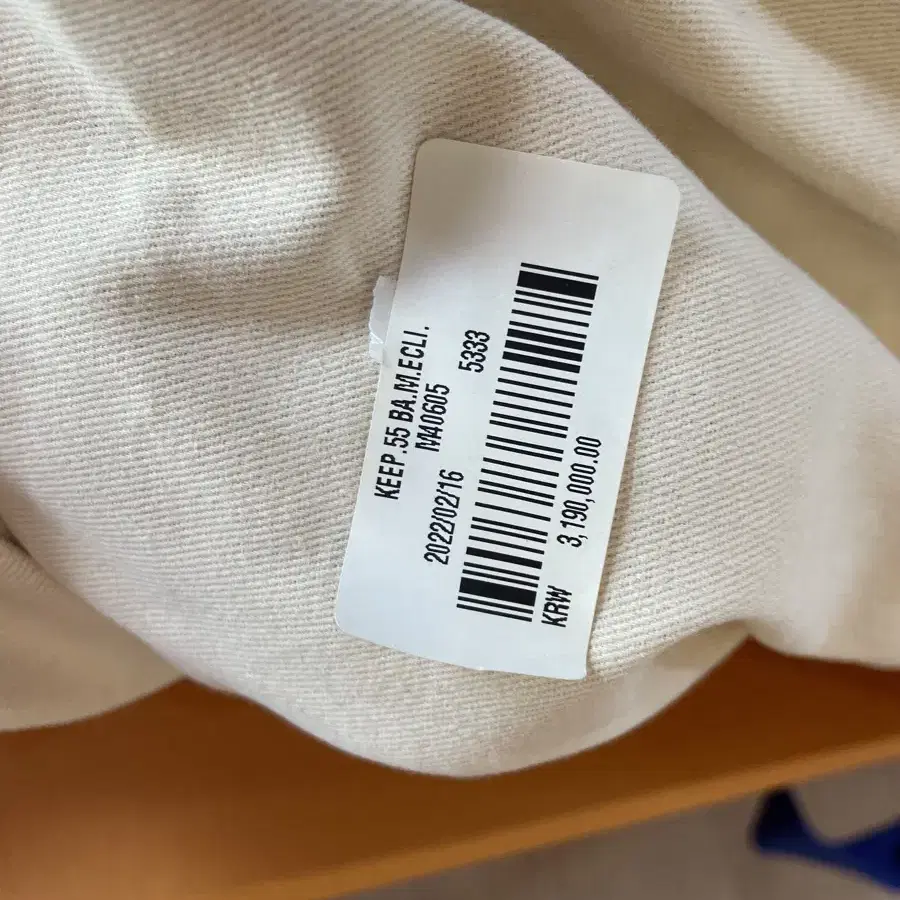 KEEP.55 BA.M.ECLI.
M40605
2022/02/16 5333
KRW 3,190,000.00